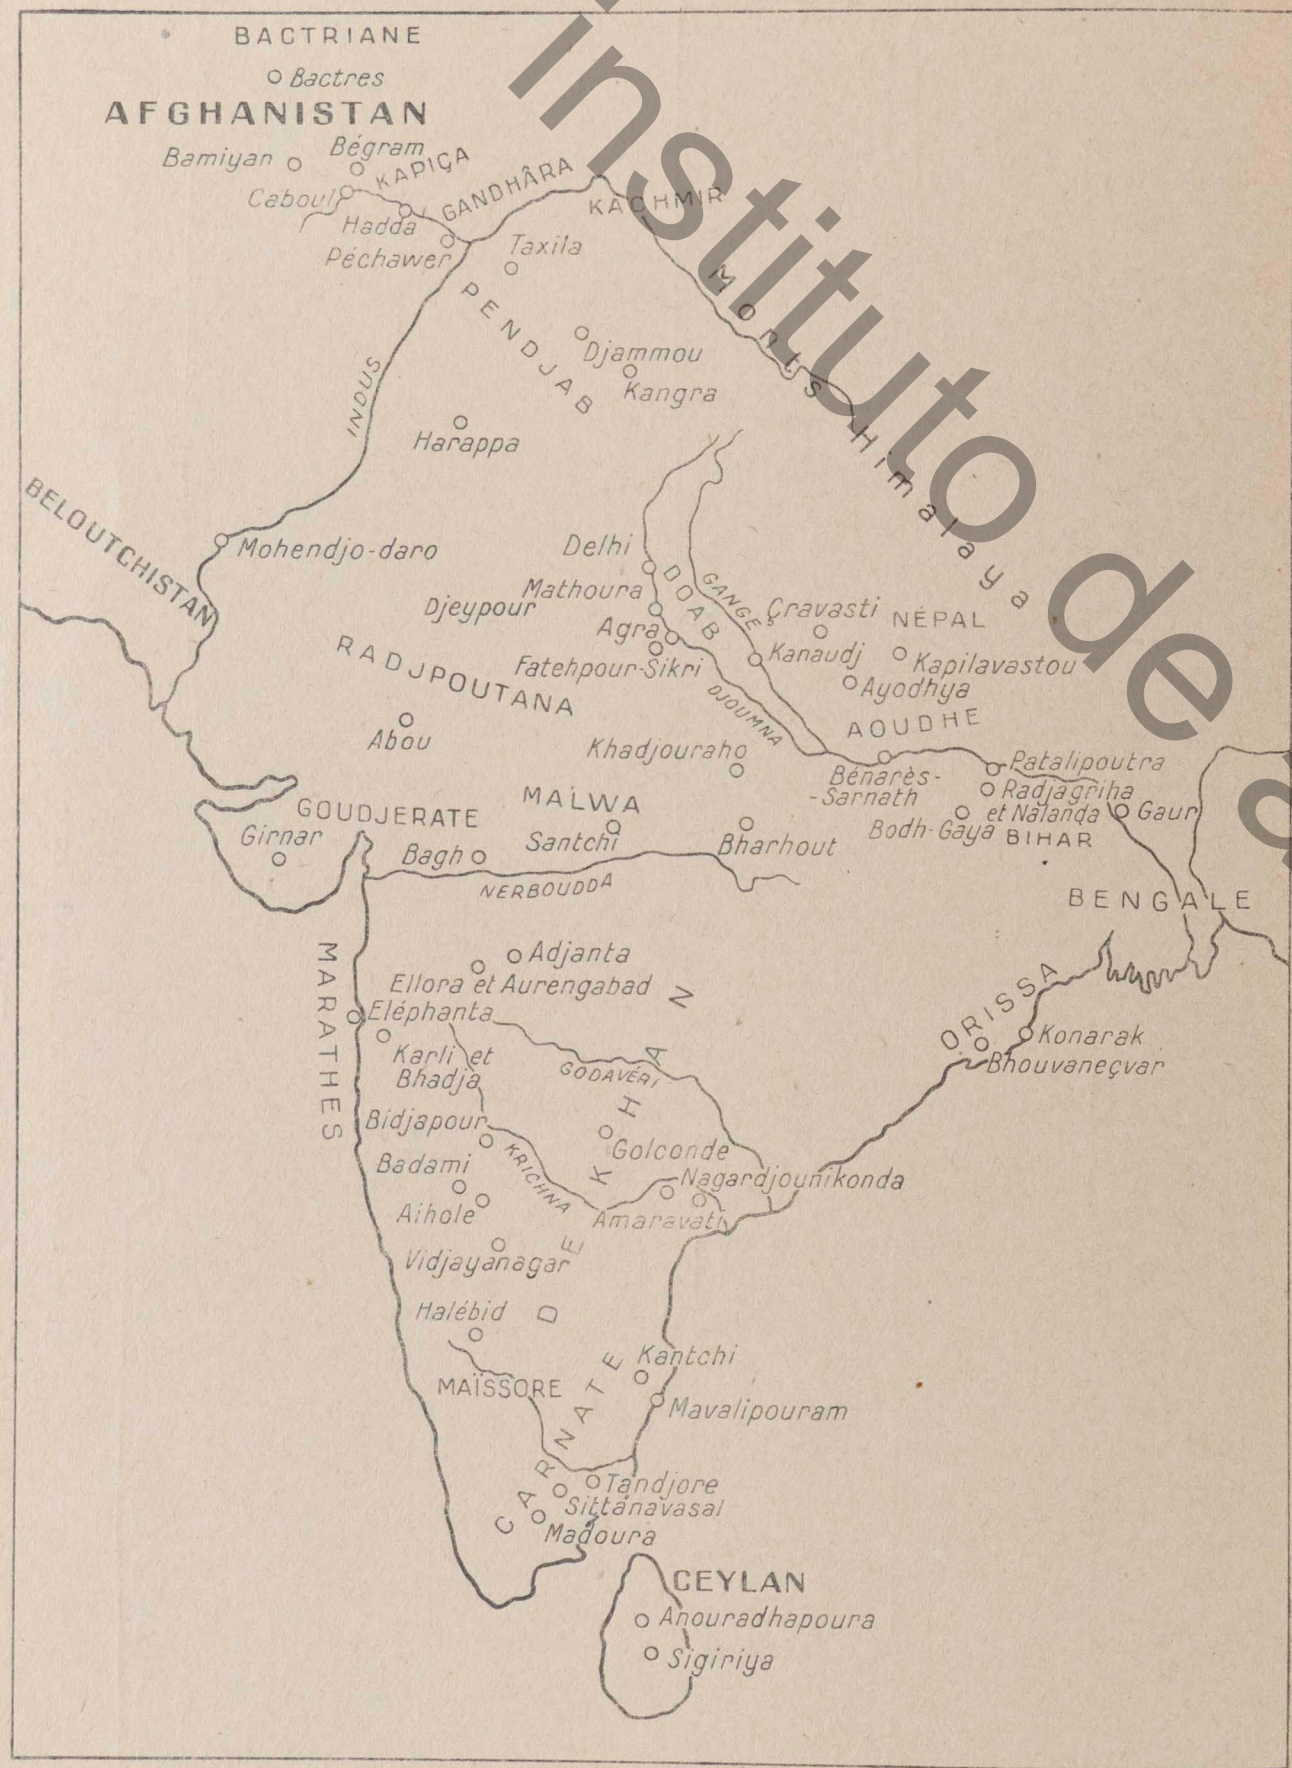 BACTRIANE
Bactres
AFGHANISTAN
Bamiyan
Bégram
KAPIÇA
Caboul
GANDHÂRA
KACHMIR
Hadda
Péchawer
Taxila
PENDJAB
Monts Himalaya
Djammou
Kangra
INDUS
Harappa
BELOUTCHISTAN
Mohendjo-daro
Delhi
DOAB
GANGE
Mathoura
Djeypour
Çravasti
NÉPAL
Agra
Kanaudj
Kapilavastou
RADJPOUTANA
Fatehpour-Sikri
Ayodhya
DJOUMNA
AOUDHE
Abou
Khadjouraho
Bénarès-
-Sarnath
Patalipoutra
Radjagriha
et Nalanda
Gaur
Bodh-Gaya
BIHAR
GOUDJERATE
MALWA
Girnar
Bagh
Santchi
Bharhout
NERBOUDDA
BENGALE
MARATHES
Adjanta
Ellora et Aurengabad
DEKHAN
Eléphanta
Karli et
Bhadja
GODAVÉRI
ORISSA
Konarak
Bhouvaneçvar
Bidjapour
KRICHNA
Golconde
Badami
Nagardjounikonda
Aihole
Amaravati
Vidjayanagar
Halébid
MAÏSSORE
CARNATE
Kantchi
Mavalipouram
Tandjore
Sittanavasal
Madoura
CEYLAN
Anouradhapoura
Sigiriya
instituto de